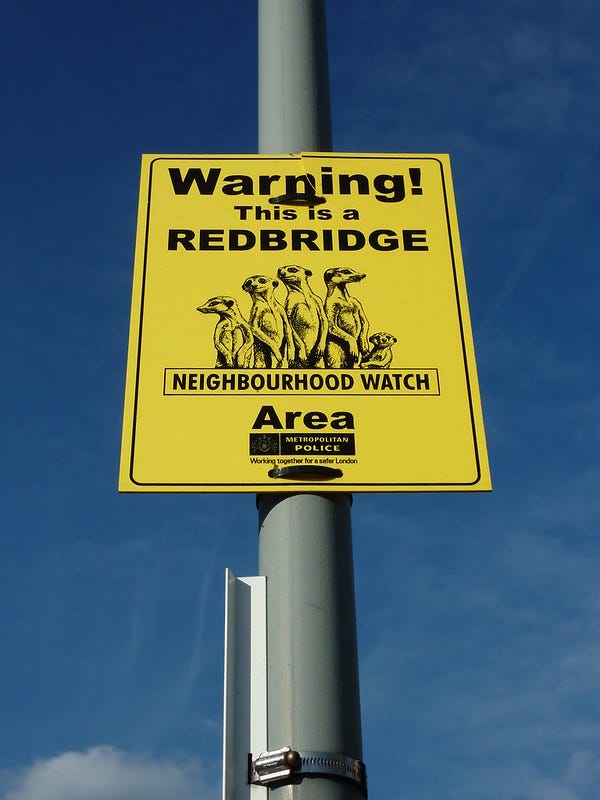 Warning!
This is a
REDBRIDGE
NEIGHBOURHOOD WATCH
Area
METROPOLITAN
POLICE
Working together for a safer London